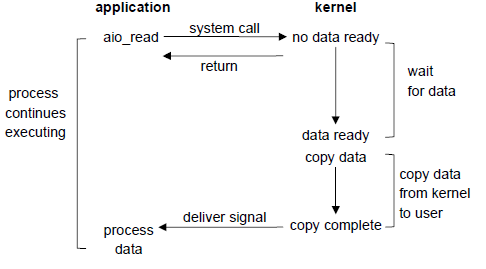 application
kernel
system call
aio_read
no data ready
return
wait
for data
process
continues
executing
data ready
copy data
copy data
from kernel
to user
deliver signal
copy complete
process
data